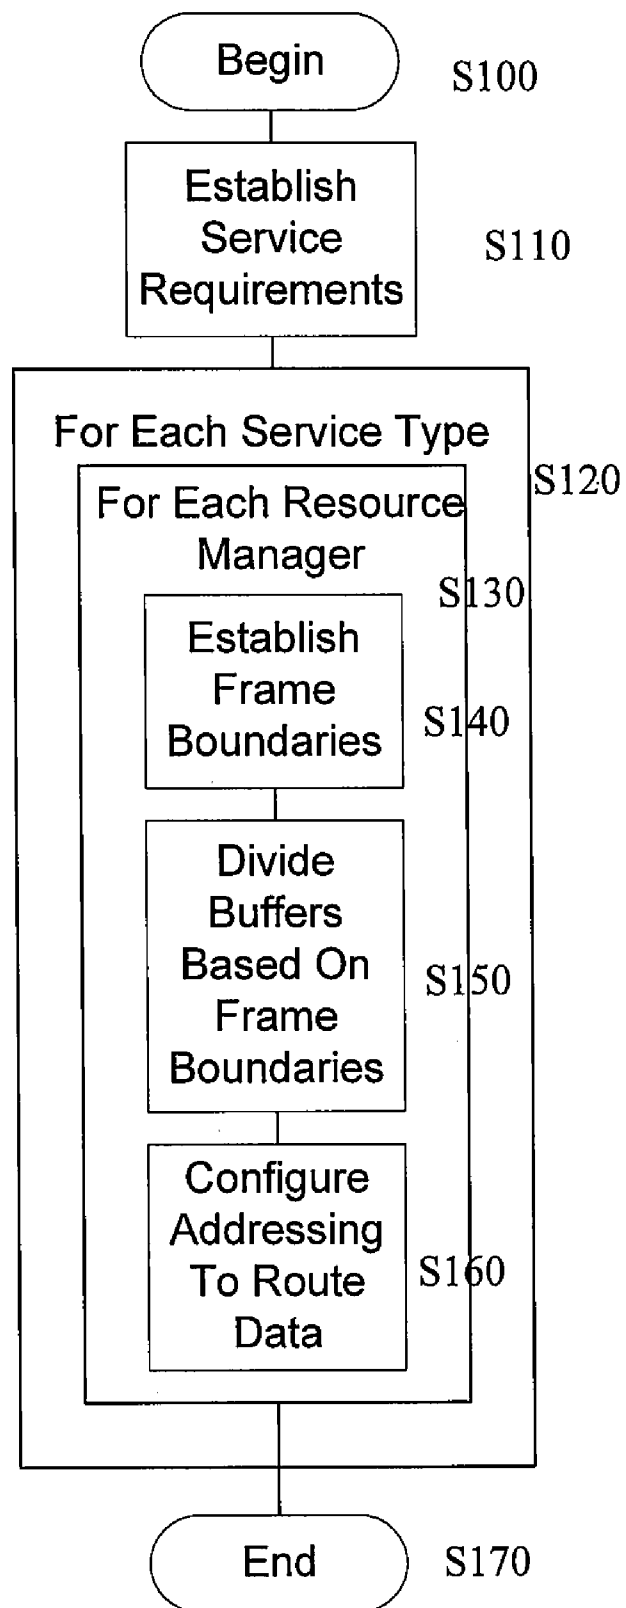 Begin
S100
Establish
Service
Requirements
S110
For Each Service Type
S120
For Each Resource
Manager
S130
Establish
Frame
Boundaries
S140
Divide
Buffers
Based On
Frame
Boundaries
S150
Configure
Addressing
To Route
Data
S160
End
S170